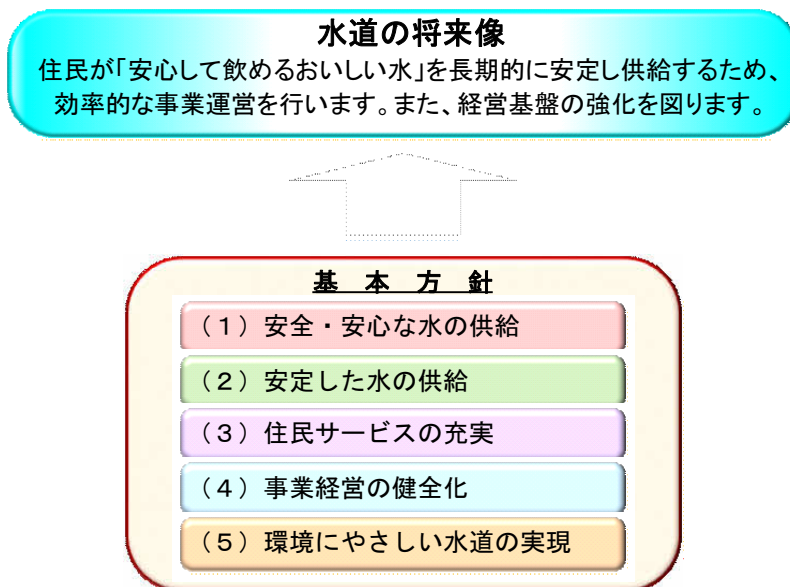 水道の将来像
住民が「安心して飲めるおいしい水」を長期的に安定し供給するため、
効率的な事業運営を行います。また、経営基盤の強化を図ります。
基 本 方 針
（１）安全・安心な水の供給
（２）安定した水の供給
（３）住民サービスの充実
（４）事業経営の健全化
（５）環境にやさしい水道の実現